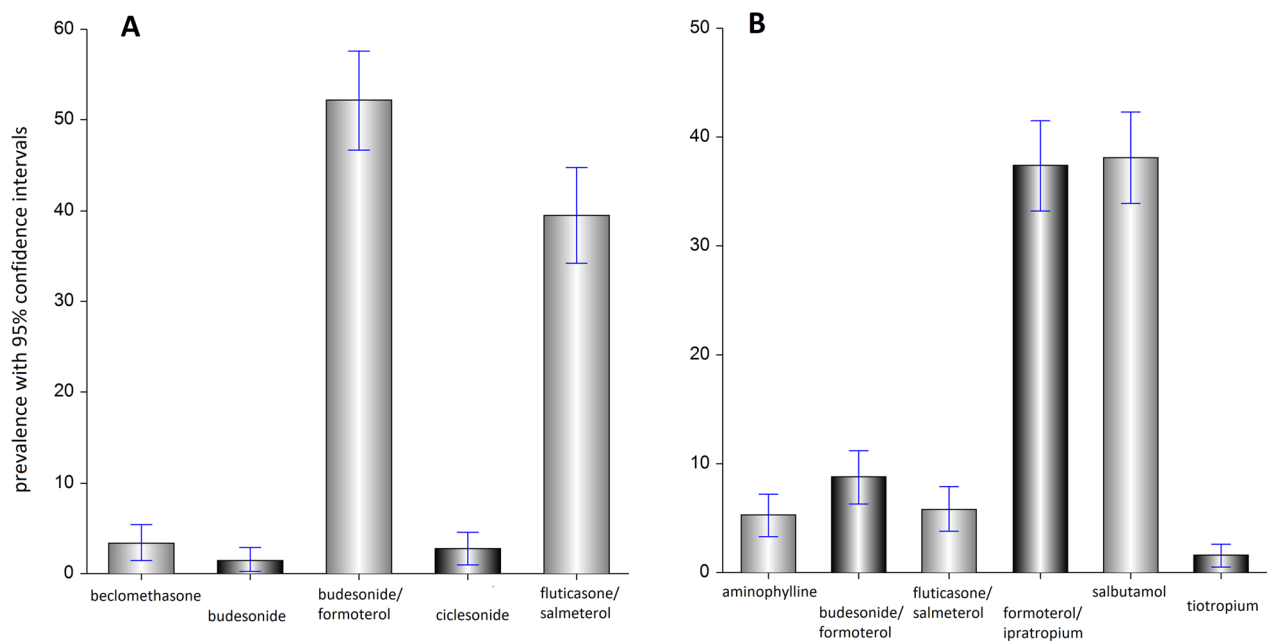 A
prevalence with 95% confidence intervals
60
50
40
30
20
10
0
beclomethasone
budesonide
budesonide/
formoterol
ciclesonide
fluticasone/
salmeterol
B
50
40
30
20
10
0
aminophylline
budesonide/
formoterol
fluticasone/
salmeterol
formoterol/
ipratropium
salbutamol
tiotropium